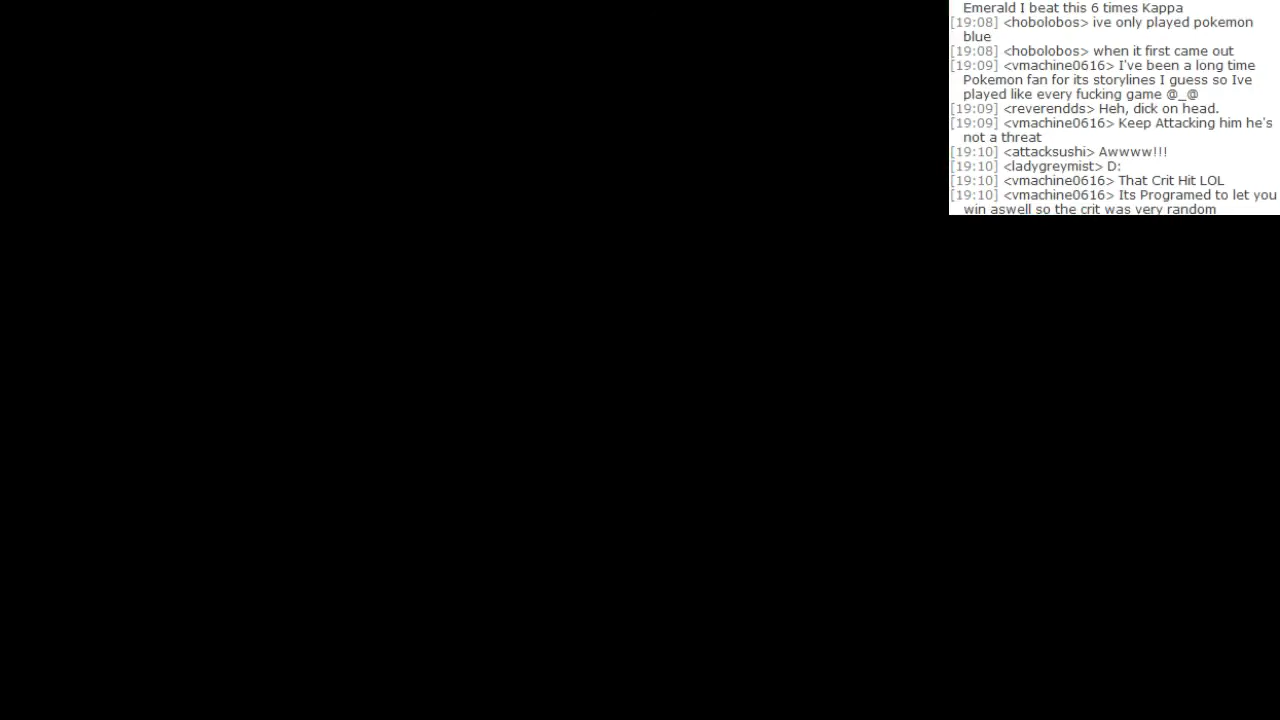 Emerald I beat this 6 times Kappa
[19:08] <hobolobos> ive only played pokemon
blue
[19:08] <hobolobos> when it first came out
[19:09] <vmachine0616> I've been a long time
Pokemon fan for its storylines I guess so Ive
played like every fucking game @_@
[19:09] <reverendds> Heh, dick on head.
[19:09] <vmachine0616> Keep Attacking him he's
not a threat
[19:10] <attacksushi> Awwww!!!
[19:10] <ladygreymist> D:
[19:10] <vmachine0616> That Crit Hit LOL
[19:10] <vmachine0616> Its Programed to let you
win aswell so the crit was very random